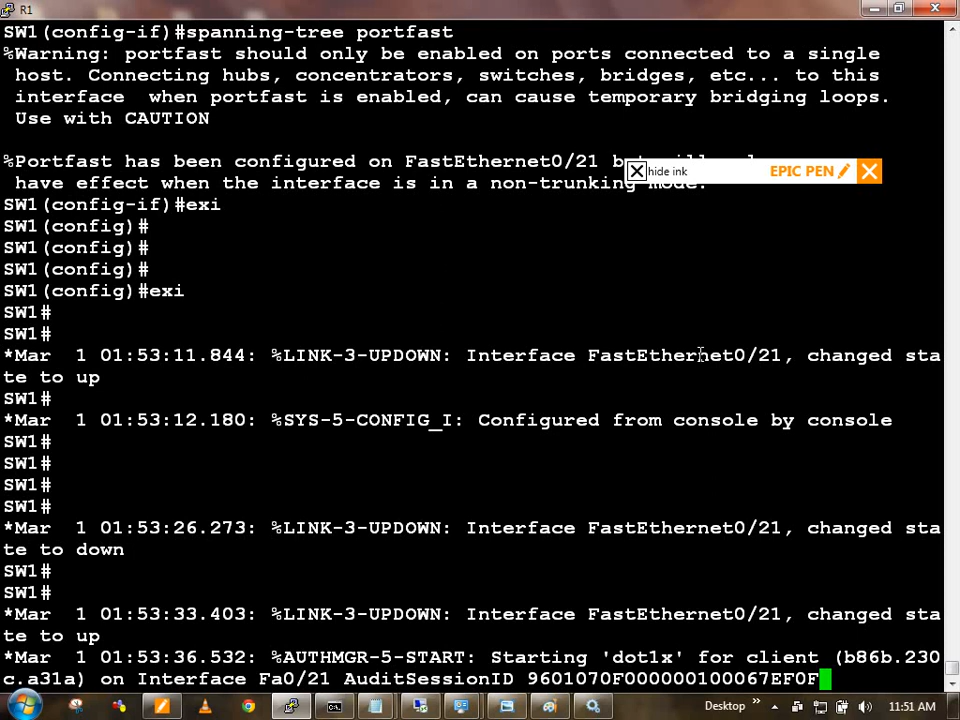 R1
SW1(config-if)#spanning-tree portfast
%Warning: portfast should only be enabled on ports connected to a single
host. Connecting hubs, concentrators, switches, bridges, etc... to this
interface  when portfast is enabled, can cause temporary bridging loops.
Use with CAUTION
%Portfast has been configured on FastEthernet0/21
have effect when the interface is in a non-trunking mode.
hide ink
EPIC PEN
SW1(config-if)#exi
SW1(config)#
SW1(config)#
SW1(config)#
SW1(config)#exi
SW1#
SW1#
*Mar  1 01:53:11.844: %LINK-3-UPDOWN: Interface FastEthernet0/21, changed sta
te to up
SW1#
*Mar  1 01:53:12.180: %SYS-5-CONFIG_I: Configured from console by console
SW1#
SW1#
SW1#
SW1#
*Mar  1 01:53:26.273: %LINK-3-UPDOWN: Interface FastEthernet0/21, changed sta
te to down
SW1#
SW1#
*Mar  1 01:53:33.403: %LINK-3-UPDOWN: Interface FastEthernet0/21, changed sta
te to up
*Mar  1 01:53:36.532: %AUTHMGR-5-START: Starting 'dot1x' for client (b86b.230
c.a31a) on Interface Fa0/21 AuditSessionID 9601070F000000100067EF0F
Desktop
11:51 AM